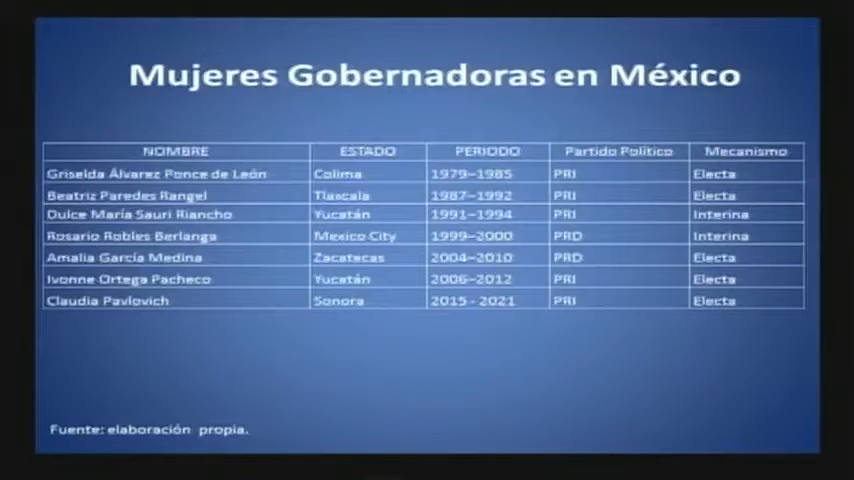 Mujeres Gobernadoras en México
NOMBRE ESTADO PERIODO Partido Político Mecanismo
Griselda Álvarez Ponce de León Colima 1979–1985 PRI Electa
Beatriz Paredes Rangel Tlaxcala 1987–1992 PRI Electa
Dulce María Sauri Riancho Yucatán 1991–1994 PRI Interina
Rosario Robles Berlanga Mexico City 1999–2000 PRD Interina
Amalia García Medina Zacatecas 2004–2010 PRD Electa
Ivonne Ortega Pacheco Yucatán 2006–2012 PRI Electa
Claudia Pavlovich Sonora 2015 - 2021 PRI Electa
Fuente: elaboración propia.